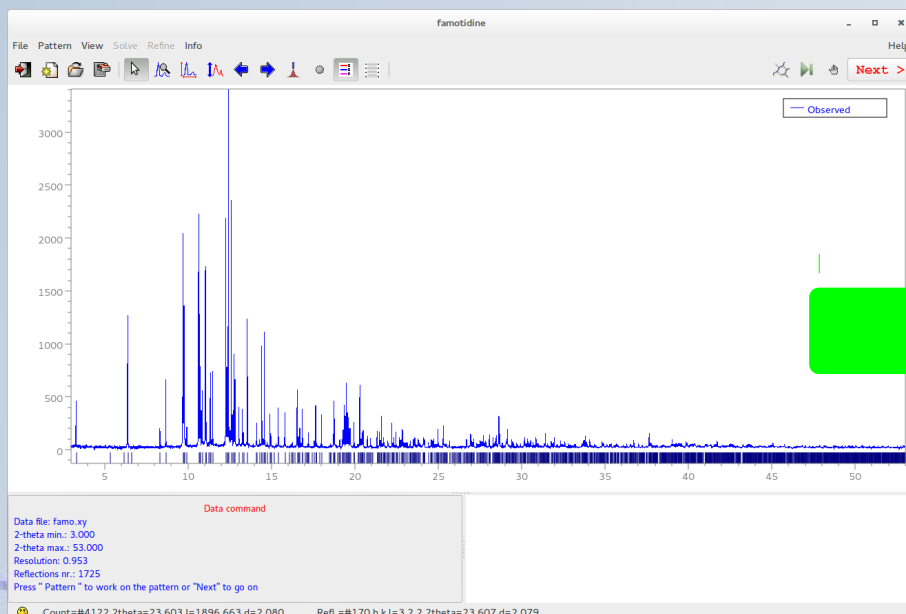 famotidine
File Pattern View Solve Refine Info Help
Next >
Observed
3000
2500
2000
1500
1000
500
0
5 10 15 20 25 30 35 40 45 50
Data command
Data file: famo.xy
2-theta min.: 3.000
2-theta max.: 53.000
Resolution: 0.953
Reflections nr.: 1725
Press " Pattern " to work on the pattern or "Next" to go on
Count=#4122 2theta=23.603 I=1896.663 d=2.080 Refl.=#170 h k l=3 2 2 2theta=23.607 d=2.079